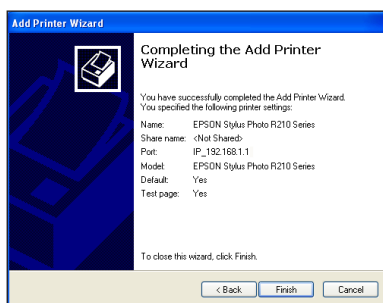 Add Printer Wizard
Completing the Add Printer
Wizard
You have successfully completed the Add Printer Wizard.
You specified the following printer settings:
Name: EPSON Stylus Photo R210 Series
Share name: <Not Shared>
Port: IP_192.168.1.1
Model: EPSON Stylus Photo R210 Series
Default: Yes
Test page: Yes
To close this wizard, click Finish.
< Back Finish Cancel